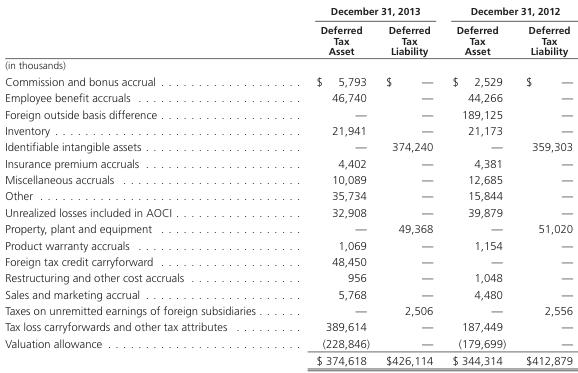 December 31, 2013 December 31, 2012
Deferred Deferred Deferred Deferred
Tax Tax Tax Tax
Asset Liability Asset Liability
(in thousands)
Commission and bonus accrual . . . . . . . . . . . . . . . . . . . . $ 5,793 $ — $ 2,529 $ —
Employee benefit accruals . . . . . . . . . . . . . . . . . . . . . . . 46,740 — 44,266 —
Foreign outside basis difference . . . . . . . . . . . . . . . . . . . . — — 189,125 —
Inventory . . . . . . . . . . . . . . . . . . . . . . . . . . . . . . . . . . 21,941 — 21,173 —
Identifiable intangible assets . . . . . . . . . . . . . . . . . . . . . . — 374,240 — 359,303
Insurance premium accruals . . . . . . . . . . . . . . . . . . . . . . 4,402 — 4,381 —
Miscellaneous accruals . . . . . . . . . . . . . . . . . . . . . . . . . 10,089 — 12,685 —
Other . . . . . . . . . . . . . . . . . . . . . . . . . . . . . . . . . . . . 35,734 — 15,844 —
Unrealized losses included in AOCI . . . . . . . . . . . . . . . . . . 32,908 — 39,879 —
Property, plant and equipment . . . . . . . . . . . . . . . . . . . . — 49,368 — 51,020
Product warranty accruals . . . . . . . . . . . . . . . . . . . . . . . 1,069 — 1,154 —
Foreign tax credit carryforward . . . . . . . . . . . . . . . . . . . . 48,450 — — —
Restructuring and other cost accruals . . . . . . . . . . . . . . . . 956 — 1,048 —
Sales and marketing accrual . . . . . . . . . . . . . . . . . . . . . . 5,768 — 4,480 —
Taxes on unremitted earnings of foreign subsidiaries . . . . . . — 2,506 — 2,556
Tax loss carryforwards and other tax attributes . . . . . . . . . 389,614 — 187,449 —
Valuation allowance . . . . . . . . . . . . . . . . . . . . . . . . . . . (228,846) — (179,699) —
$ 374,618 $426,114 $ 344,314 $412,879